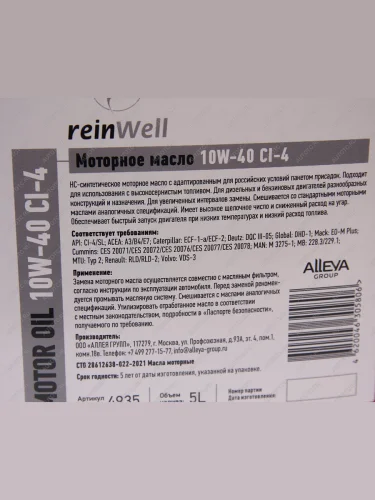 reinWell
Моторное масло 10W-40 CI-4
НС-синтетическое моторное масло с адаптированным для российских условий пакетом присадок. Подходит
для использования с высокосернистым топливом. Для дизельных и бензиновых двигателей разнообразных
конструкций и назначения. Для увеличенных интервалов замены. Смешивается со стандартными моторными
маслами аналогичных спецификаций. Имеет высокое щелочное число и сниженный расход на угар.
Обеспечивает быстрый запуск двигателя при низких температурах и низкий расход топлива.
Соответствует требованиям:
API: CI-4/SL; ACEA: A3/B4/E7; Caterpillar: ECF-1-a/ECF-2; Deutz: DQC III-05; Global: DHD-1; Mack: EO-M Plus;
Cummins: CES 20071/CES 20072/CES 20076/CES 20077/CES 20078; MAN: M 3275-1; MB: 228.3/229.1;
MTU: Typ 2; Renault: RLD/RLD-2; Volvo: VDS-3
Применение:
Замена моторного масла осуществляется совместно с масляным фильтром,
согласно инструкции по эксплуатации автомобиля. Перед заменой рекомен-
дуется промывать масляную систему. Смешивается с маслами аналогичных
спецификаций. Утилизировать отработанное масло в соответствии
с местным законодательством, подробности в «Паспорте безопасности»,
получаемого по требованию.
Производитель:
ООО «АЛЛЕЯ ГРУПП», 117279, г. Москва, ул. Профсоюзная, д.93А, эт. 4, пом.1,
комн.18в. Телефон: +7 499 277-15-77, info@alleya-group.ru
СТО 28612638-022-2021 Масла моторные
Срок годности: 5 лет от даты изготовления, указанной на упаковке.
Артикул 4935
Объем
5L
Номер партии
Дата изготовления
ALLEYA
GROUP
4620046305806
MOTOR OIL 10W-40 CI-4